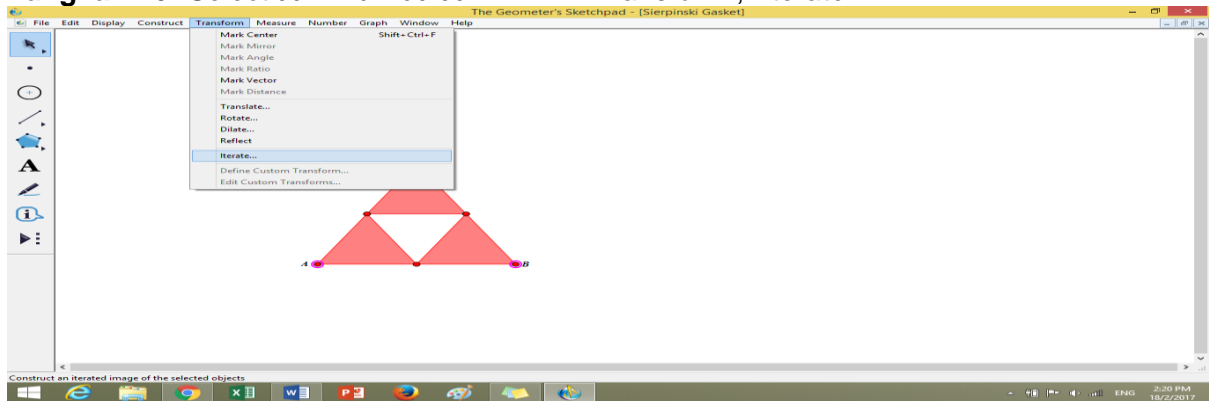 The Geometer's Sketchpad - [Sierpinski Gasket]
File Edit Display Construct Transform Measure Number Graph Window Help
Mark Center Shift+Ctrl+F
Mark Mirror
Mark Angle
Mark Ratio
Mark Vector
Mark Distance
Translate...
Rotate...
Dilate...
Reflect
Iterate...
Define Custom Transform...
Edit Custom Transforms...
A
A B
Construct an iterated image of the selected objects
ENG 2:20 PM
18/2/2017